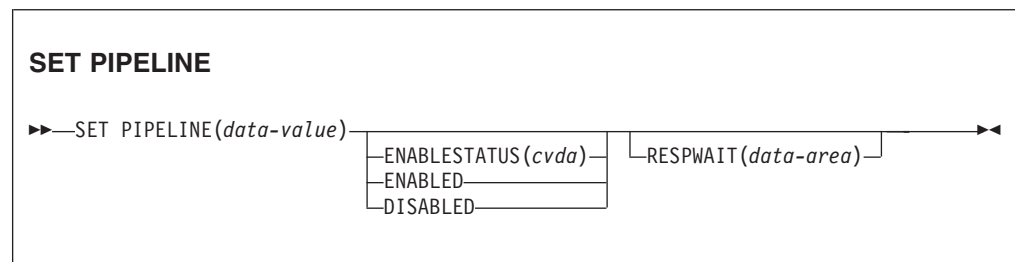 SET PIPELINE
SET PIPELINE(data-value)
ENABLESTATUS(cvda)
ENABLED
DISABLED
RESPWAIT(data-area)